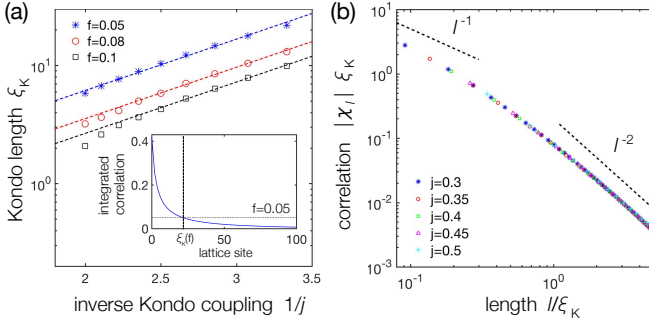 (a)
Kondo length ξK
10¹
10⁰
f=0.05
f=0.08
f=0.1
integrated
correlation
0.4
0.2
0
f=0.05
0
ξK(f)
50
100
lattice site
2
2.5
3
3.5
inverse Kondo coupling 1/j
(b)
correlation |χl| ξK
10¹
10⁰
10⁻¹
10⁻²
10⁻³
l⁻¹
l⁻²
j=0.3
j=0.35
j=0.4
j=0.45
j=0.5
10⁻¹
10⁰
length l/ξK